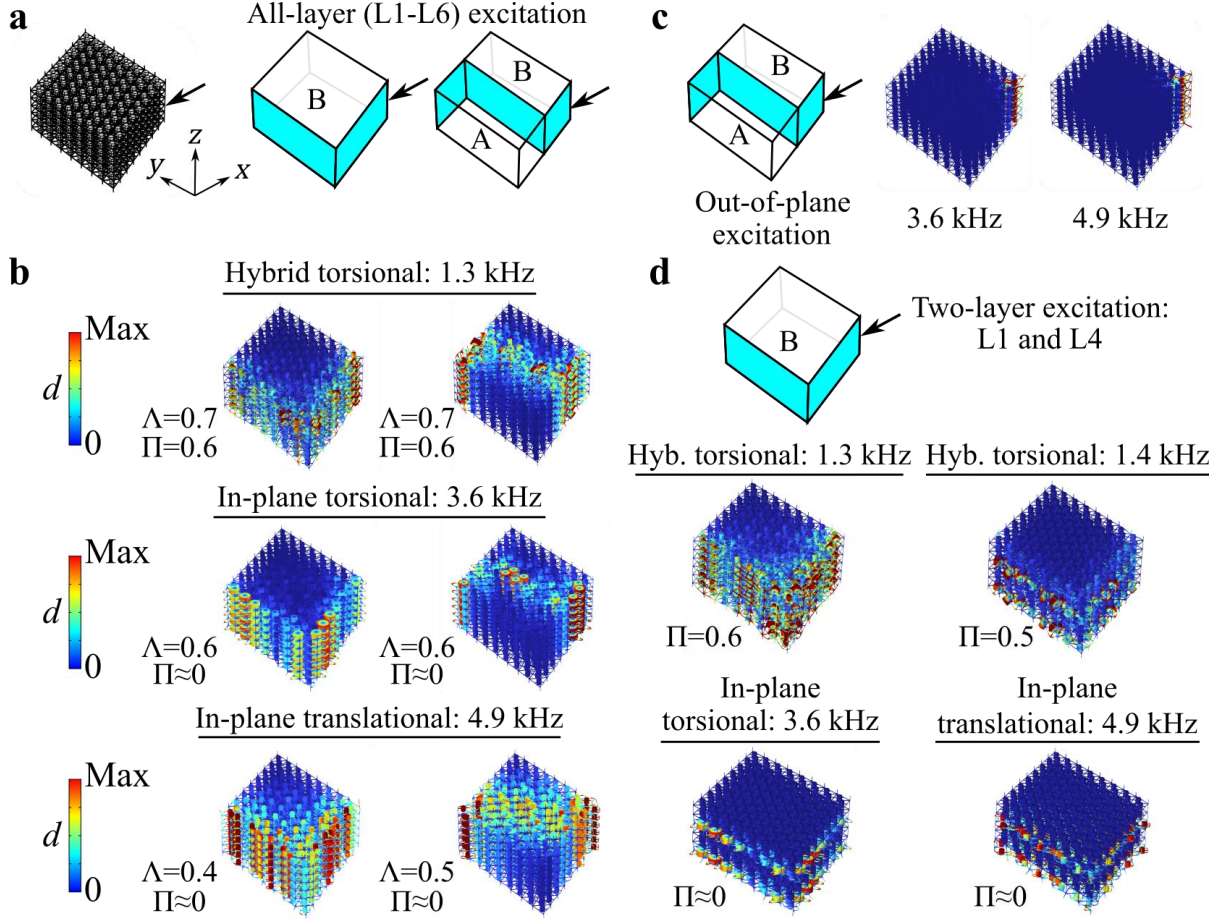 a
All-layer (L1-L6) excitation
B
B
A
z
y
x
c
B
A
Out-of-plane
excitation
3.6 kHz
4.9 kHz
b
Hybrid torsional: 1.3 kHz
Max
d
0
Λ=0.7
Π=0.6
Λ=0.7
Π=0.6
In-plane torsional: 3.6 kHz
Max
d
0
Λ=0.6
Π≈0
Λ=0.6
Π≈0
In-plane translational: 4.9 kHz
Max
d
0
Λ=0.4
Π≈0
Λ=0.5
Π≈0
d
B
Two-layer excitation:
L1 and L4
Hyb. torsional: 1.3 kHz
Hyb. torsional: 1.4 kHz
Π=0.6
Π=0.5
In-plane
torsional: 3.6 kHz
In-plane
translational: 4.9 kHz
Π≈0
Π≈0